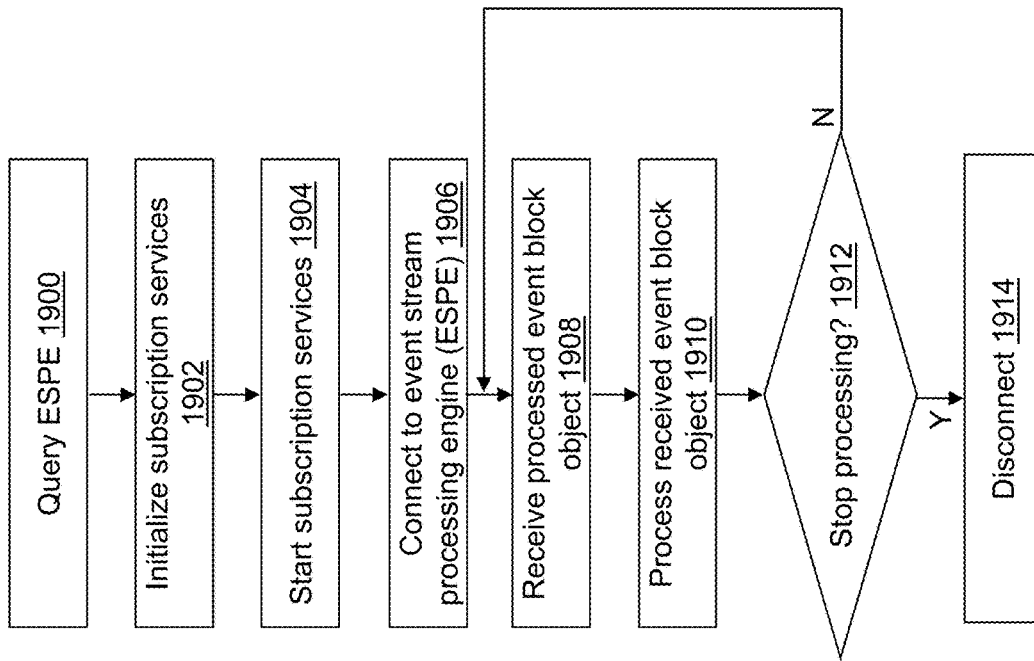 Query ESPE 1900
Initialize subscription services
1902
Start subscription services 1904
Connect to event stream
processing engine (ESPE) 1906
Receive processed event block
object 1908
Process received event block
object 1910
Stop processing? 1912
N
Y
Disconnect 1914